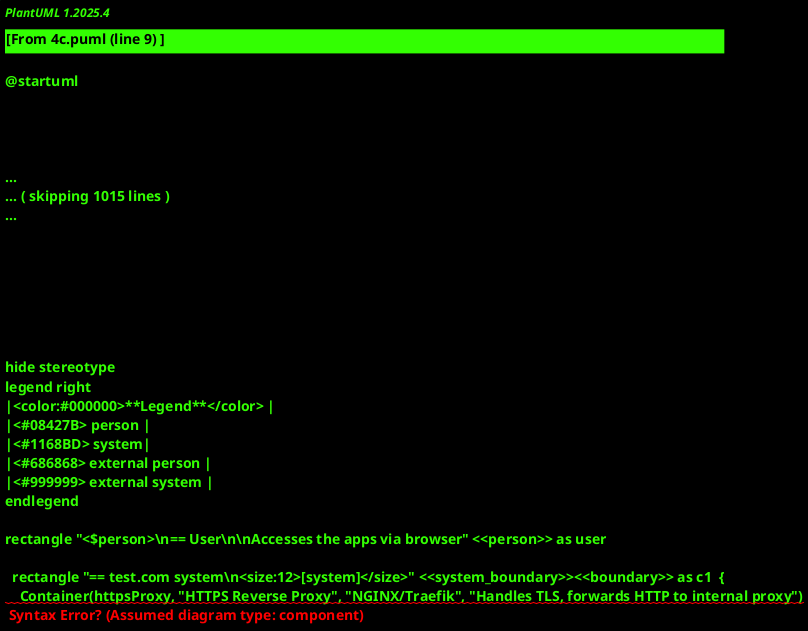 PlantUML 1.2025.4
[From 4c.puml (line 9) ]
@startuml
...
... ( skipping 1015 lines )
...
hide stereotype
legend right
|<color:#000000>**Legend**</color> |
|<#08427B> person |
|<#1168BD> system|
|<#686868> external person |
|<#999999> external system |
endlegend
rectangle "<$person>\n== User\n\nAccesses the apps via browser" <<person>> as user
rectangle "== test.com system\n<size:12>[system]</size>" <<system_boundary>><<boundary>> as c1  {
Container(httpsProxy, "HTTPS Reverse Proxy", "NGINX/Traefik", "Handles TLS, forwards HTTP to internal proxy")
Syntax Error? (Assumed diagram type: component)